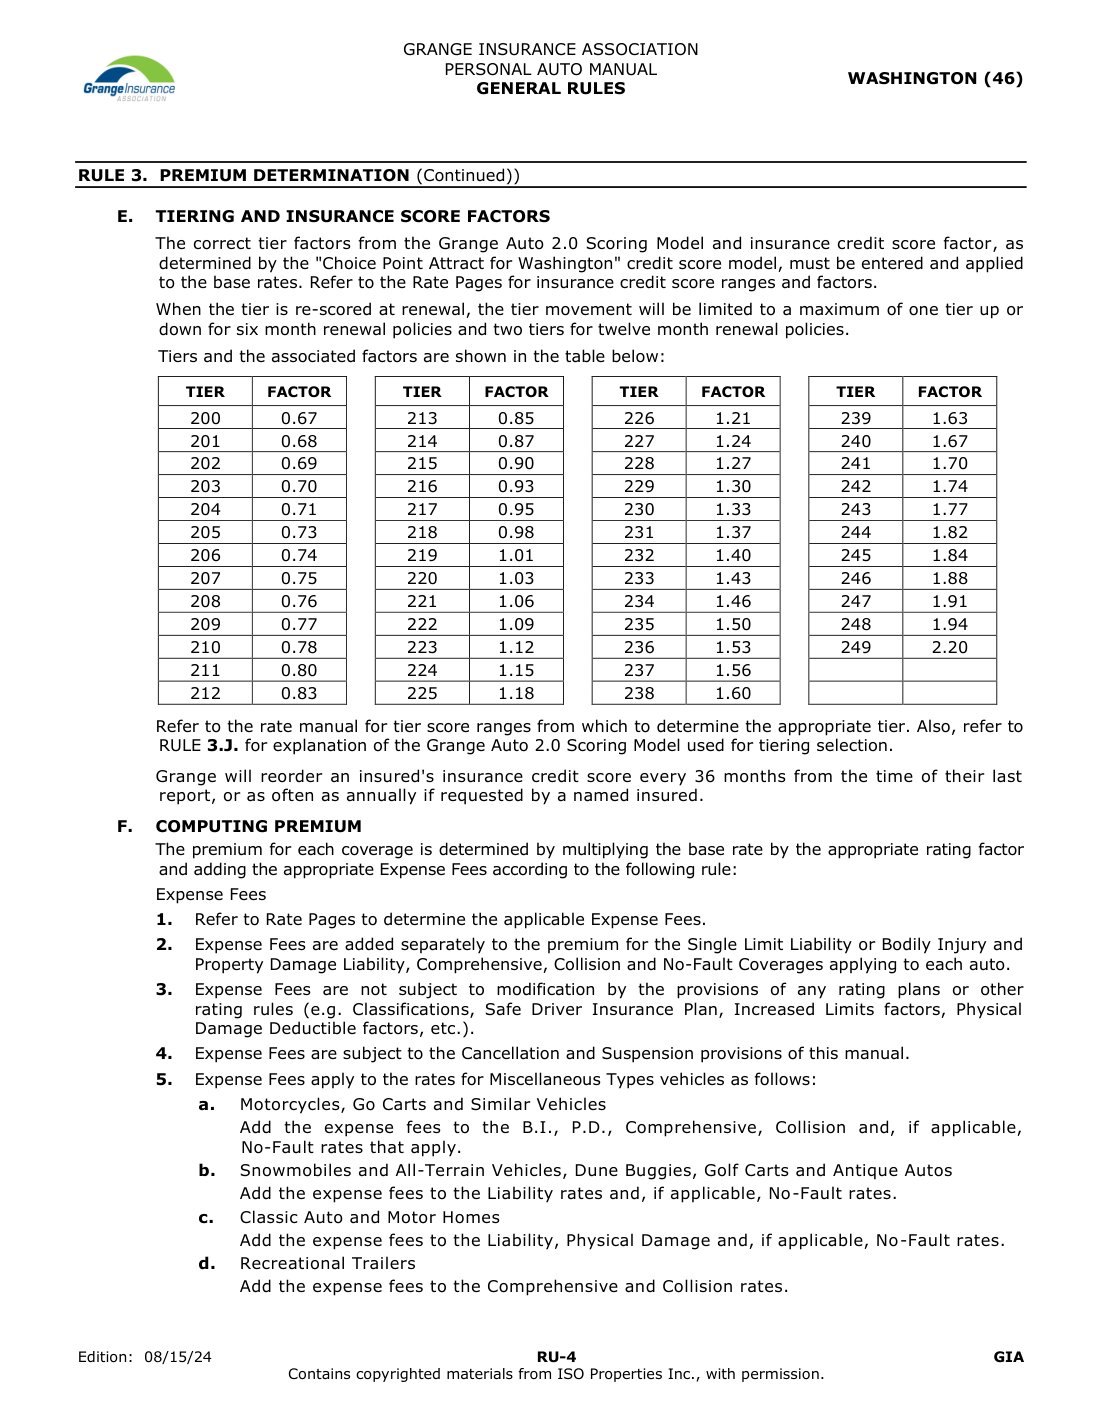 GRANGE INSURANCE ASSOCIATION
PERSONAL AUTO MANUAL
GENERAL RULES
WASHINGTON (46)
GrangeInsurance
ASSOCIATION
RULE 3. PREMIUM DETERMINATION (Continued))
E. TIERING AND INSURANCE SCORE FACTORS
The correct tier factors from the Grange Auto 2.0 Scoring Model and insurance credit score factor, as
determined by the "Choice Point Attract for Washington" credit score model, must be entered and applied
to the base rates. Refer to the Rate Pages for insurance credit score ranges and factors.
When the tier is re-scored at renewal, the tier movement will be limited to a maximum of one tier up or
down for six month renewal policies and two tiers for twelve month renewal policies.
Tiers and the associated factors are shown in the table below:
TIER FACTOR TIER FACTOR TIER FACTOR TIER FACTOR
200 0.67 213 0.85 226 1.21 239 1.63
201 0.68 214 0.87 227 1.24 240 1.67
202 0.69 215 0.90 228 1.27 241 1.70
203 0.70 216 0.93 229 1.30 242 1.74
204 0.71 217 0.95 230 1.33 243 1.77
205 0.73 218 0.98 231 1.37 244 1.82
206 0.74 219 1.01 232 1.40 245 1.84
207 0.75 220 1.03 233 1.43 246 1.88
208 0.76 221 1.06 234 1.46 247 1.91
209 0.77 222 1.09 235 1.50 248 1.94
210 0.78 223 1.12 236 1.53 249 2.20
211 0.80 224 1.15 237 1.56
212 0.83 225 1.18 238 1.60
Refer to the rate manual for tier score ranges from which to determine the appropriate tier. Also, refer to
RULE 3.J. for explanation of the Grange Auto 2.0 Scoring Model used for tiering selection.
Grange will reorder an insured's insurance credit score every 36 months from the time of their last
report, or as often as annually if requested by a named insured.
F. COMPUTING PREMIUM
The premium for each coverage is determined by multiplying the base rate by the appropriate rating factor
and adding the appropriate Expense Fees according to the following rule:
Expense Fees
1. Refer to Rate Pages to determine the applicable Expense Fees.
2. Expense Fees are added separately to the premium for the Single Limit Liability or Bodily Injury and
Property Damage Liability, Comprehensive, Collision and No-Fault Coverages applying to each auto.
3. Expense Fees are not subject to modification by the provisions of any rating plans or other
rating rules (e.g. Classifications, Safe Driver Insurance Plan, Increased Limits factors, Physical
Damage Deductible factors, etc.).
4. Expense Fees are subject to the Cancellation and Suspension provisions of this manual.
5. Expense Fees apply to the rates for Miscellaneous Types vehicles as follows:
a. Motorcycles, Go Carts and Similar Vehicles
Add the expense fees to the B.I., P.D., Comprehensive, Collision and, if applicable,
No-Fault rates that apply.
b. Snowmobiles and All-Terrain Vehicles, Dune Buggies, Golf Carts and Antique Autos
Add the expense fees to the Liability rates and, if applicable, No-Fault rates.
c. Classic Auto and Motor Homes
Add the expense fees to the Liability, Physical Damage and, if applicable, No-Fault rates.
d. Recreational Trailers
Add the expense fees to the Comprehensive and Collision rates.
Edition: 08/15/24 RU-4 GIA
Contains copyrighted materials from ISO Properties Inc., with permission.